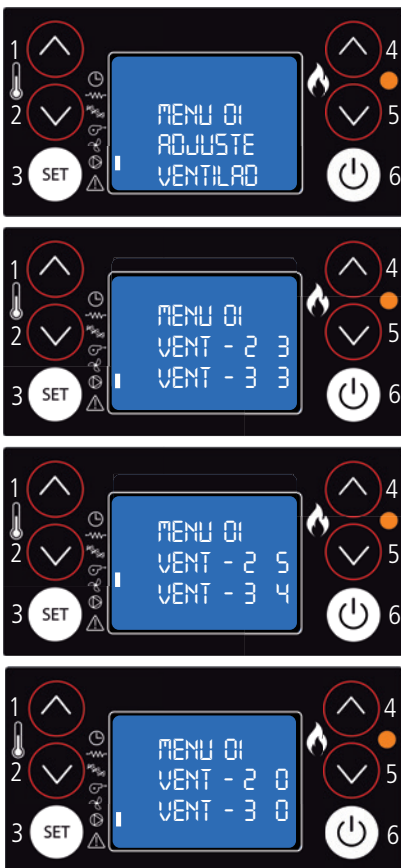 1
4
2
5
3
SET
6
MENU 01
ADJUSTE
VENTILAD
1
4
2
5
3
SET
6
MENU 01
VENT - 2 3
VENT - 3 3
1
4
2
5
3
SET
6
MENU 01
VENT - 2 5
VENT - 3 4
1
4
2
5
3
SET
6
MENU 01
VENT - 2 0
VENT - 3 0